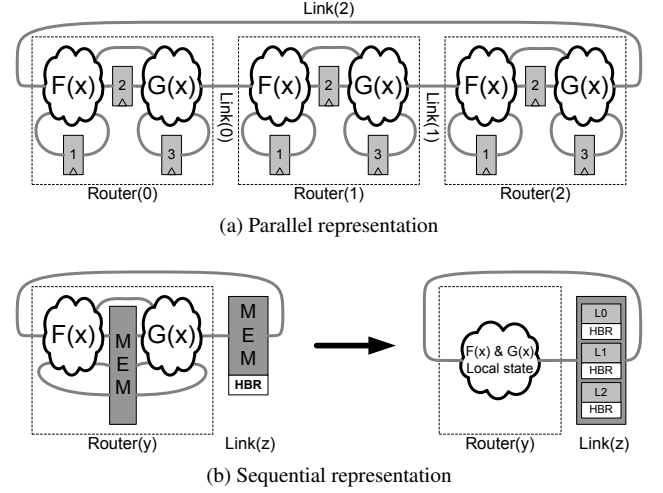 Link(2)
F(x) 2 G(x) F(x) 2 G(x) F(x) 2 G(x)
Link(0) Link(1)
1 3 1 3 1 3
Router(0) Router(1) Router(2)
(a) Parallel representation
F(x) MEM G(x) MEM HBR
Router(y) Link(z)
F(x) & G(x)
Local state
L0
HBR
L1
HBR
L2
HBR
Router(y) Link(z)
(b) Sequential representation